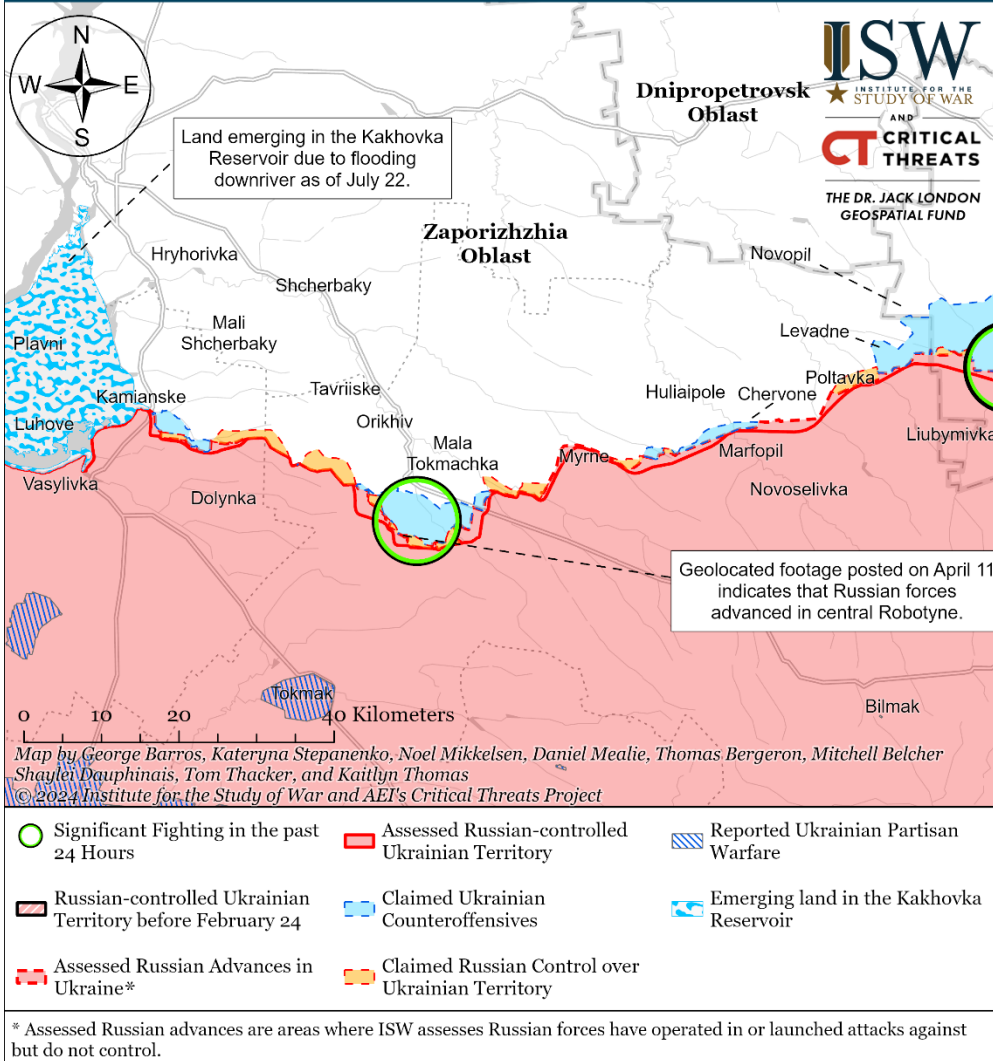 N
W
E
S
ISW
INSTITUTE FOR THE
STUDY OF WAR
AND
CT CRITICAL
THREATS
THE DR. JACK LONDON
GEOSPATIAL FUND
Dnipropetrovsk
Oblast
Land emerging in the Kakhovka
Reservoir due to flooding
downriver as of July 22.
Zaporizhzhia
Oblast
Hryhorivka
Novopil
Shcherbaky
Mali
Shcherbaky
Plavni
Levadne
Tavriiske
Poltavka
Huliaipole
Chervone
Kamianske
Orikhiv
Luhove
Mala
Tokmachka
Myrne
Marfopil
Liubymivka
Vasylivka
Dolynka
Novoselivka
Geolocated footage posted on April 11
indicates that Russian forces
advanced in central Robotyne.
Tokmak
Bilmak
0 10 20 40 Kilometers
Map by George Barros, Kateryna Stepanenko, Noel Mikkelsen, Daniel Mealie, Thomas Bergeron, Mitchell Belcher
Shaylei Dauphinais, Tom Thacker, and Kaitlyn Thomas
© 2024 Institute for the Study of War and AEI's Critical Threats Project
Significant Fighting in the past
24 Hours
Russian-controlled Ukrainian
Territory before February 24
Assessed Russian Advances in
Ukraine*
Assessed Russian-controlled
Ukrainian Territory
Claimed Ukrainian
Counteroffensives
Claimed Russian Control over
Ukrainian Territory
Reported Ukrainian Partisan
Warfare
Emerging land in the Kakhovka
Reservoir
* Assessed Russian advances are areas where ISW assesses Russian forces have operated in or launched attacks against
but do not control.